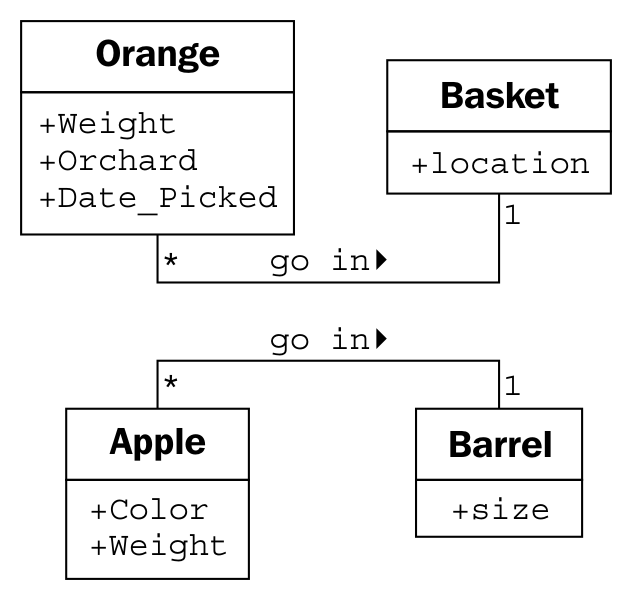 Orange
+Weight
+Orchard
+Date_Picked
Basket
+location
* go in 1
go in
* 1
Apple
+Color
+Weight
Barrel
+size